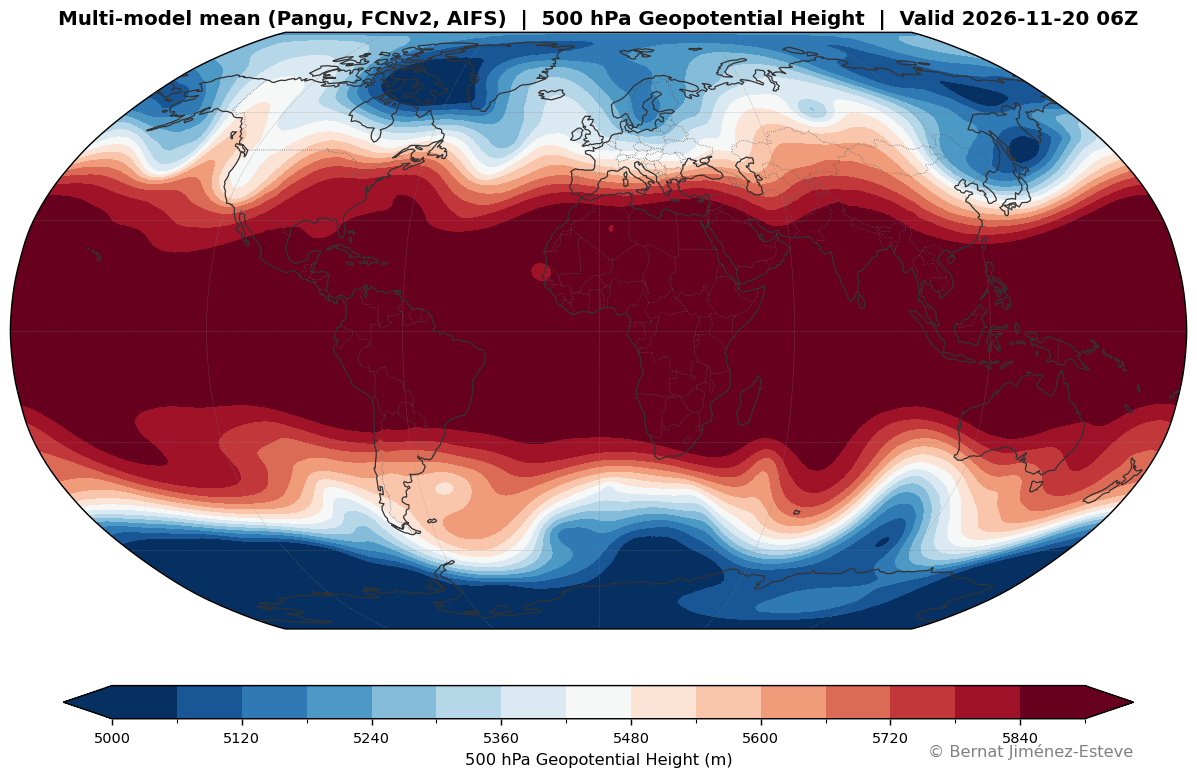 Multi-model mean (Pangu, FCNv2, AIFS) | 500 hPa Geopotential Height | Valid 2026-11-20 06Z
5000 5120 5240 5360 5480 5600 5720 5840
500 hPa Geopotential Height (m)
© Bernat Jiménez-Esteve